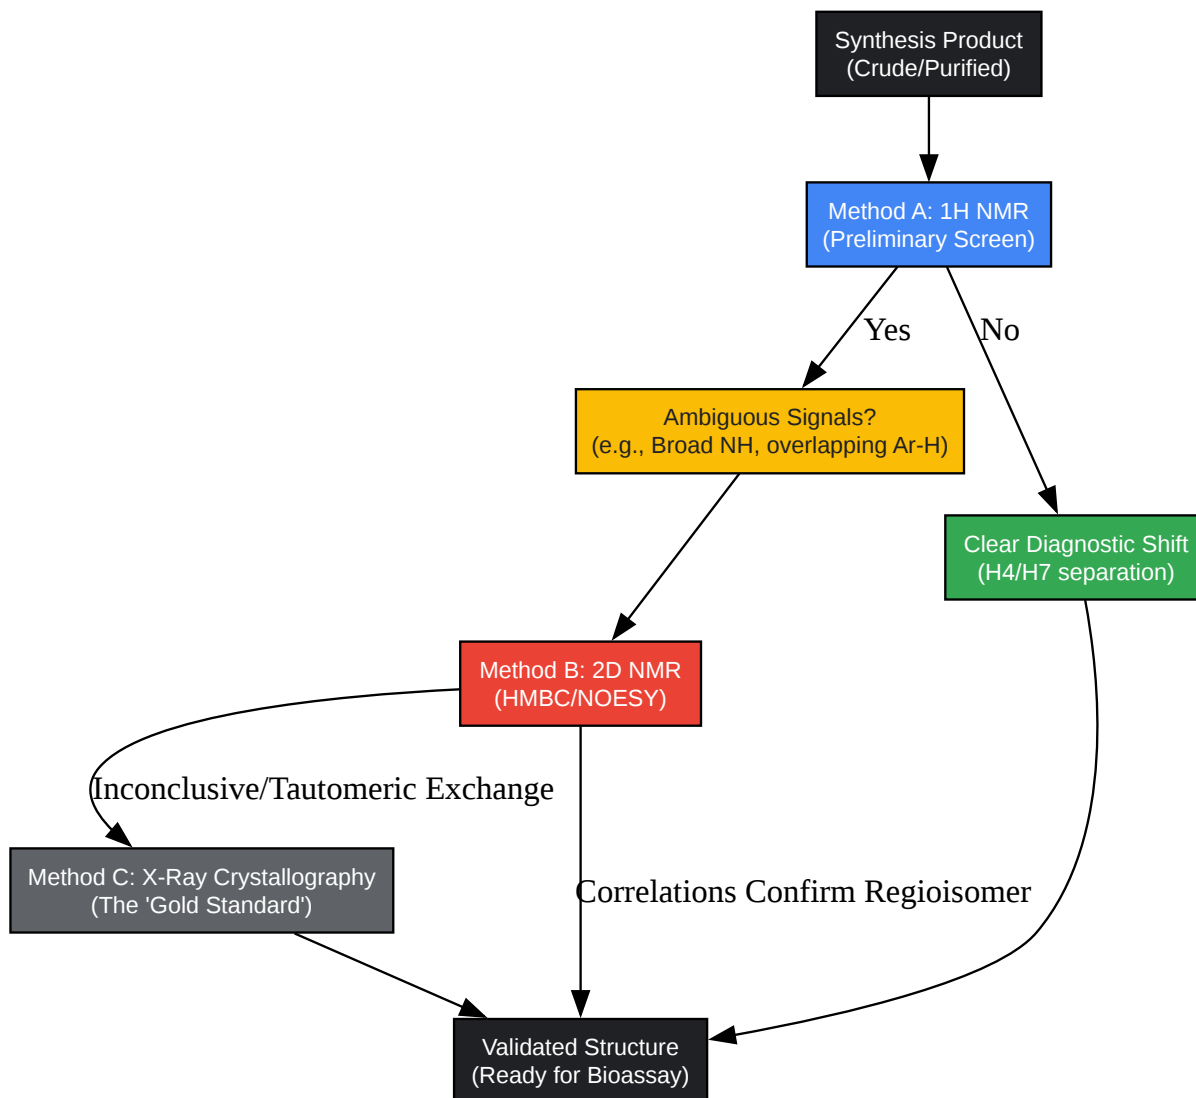 Synthesis Product
(Crude/Purified)
Method A: 1H NMR
(Preliminary Screen)
Yes
No
Ambiguous Signals?
(e.g., Broad NH, overlapping Ar-H)
Clear Diagnostic Shift
(H4/H7 separation)
Method B: 2D NMR
(HMBC/NOESY)
Inconclusive/Tautomeric Exchange
Method C: X-Ray Crystallography
(The 'Gold Standard')
Correlations Confirm Regioisomer
Validated Structure
(Ready for Bioassay)